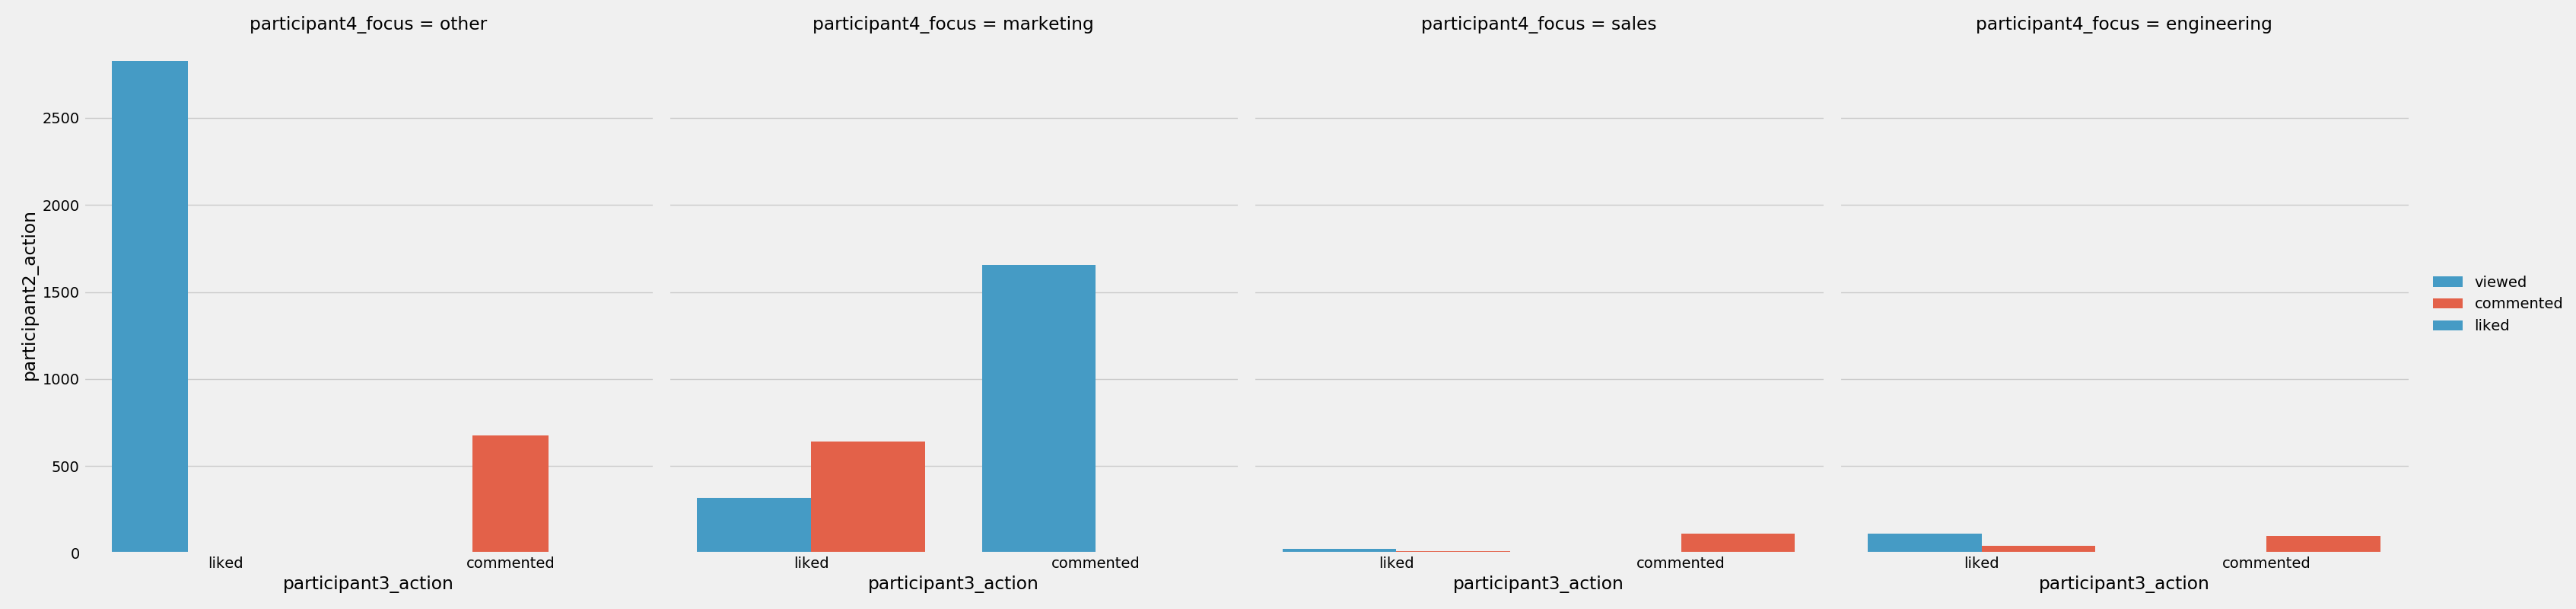 participant4_focus = other
participant4_focus = marketing
participant4_focus = sales
participant4_focus = engineering
participant2_action
2500
2000
1500
1000
500
0
liked
commented
liked
commented
liked
commented
liked
commented
participant3_action
participant3_action
participant3_action
participant3_action
viewed
commented
liked